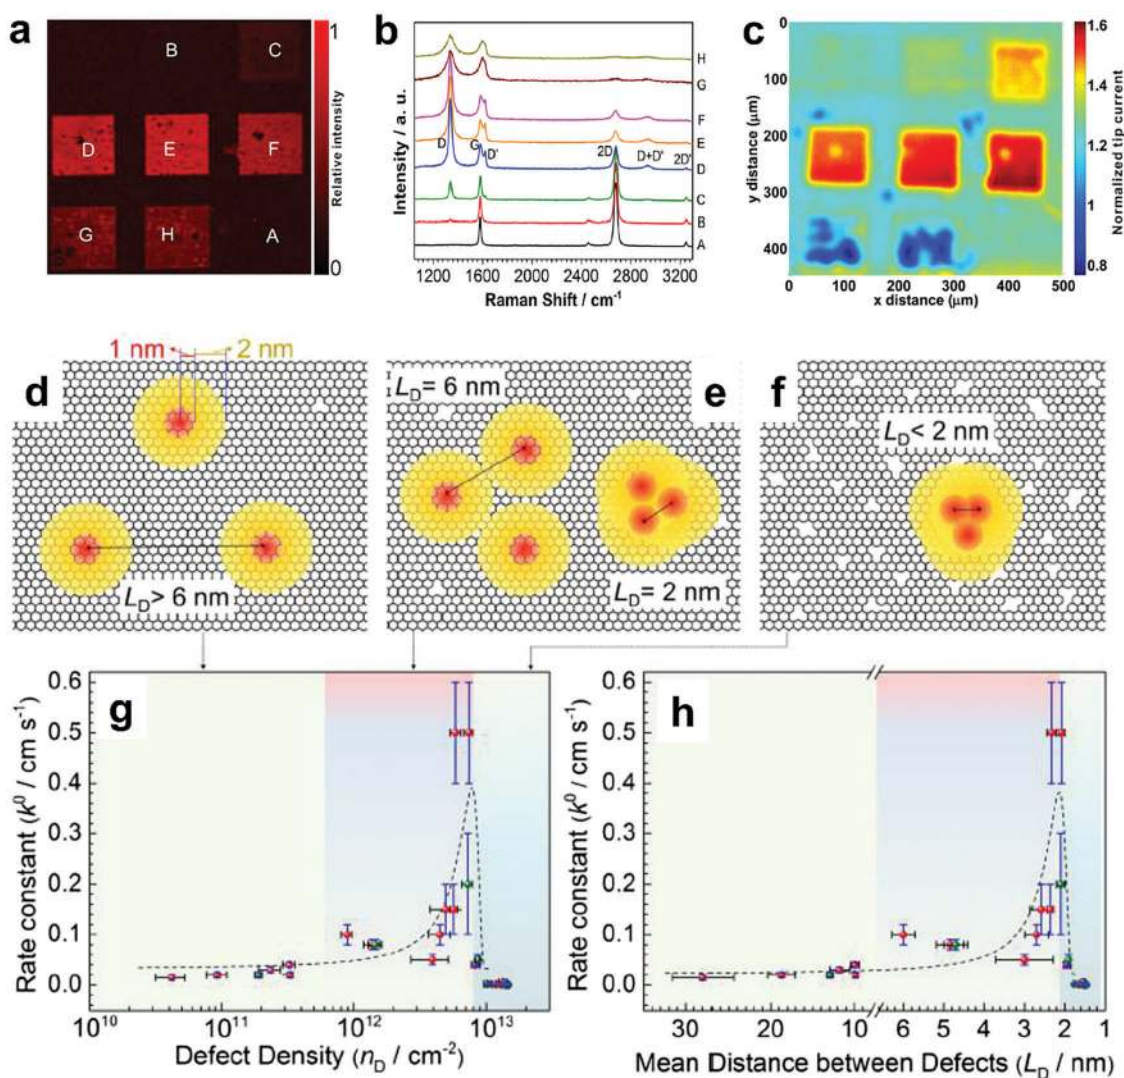 a
B
C
D
E
F
G
H
A
1
Relative intensity
0
b
Intensity / a. u.
H
G
F
E
D
C
B
A
D
G
D'
2D
D+D'
2D'
1200
1600
2000
2400
2800
3200
Raman Shift / cm⁻¹
c
0
100
200
300
400
y distance (µm)
0
100
200
300
400
500
x distance (µm)
1.6
1.4
1.2
1
0.8
Normalized tip current
1 nm
2 nm
d
L_D> 6 nm
L_D= 6 nm
e
L_D= 2 nm
f
L_D< 2 nm
g
0.6
0.5
0.4
0.3
0.2
0.1
0.0
Rate constant (k⁰ / cm s⁻¹)
10¹⁰
10¹¹
10¹²
10¹³
Defect Density (n_D / cm⁻²)
h
0.6
0.5
0.4
0.3
0.2
0.1
0.0
Rate constant (k⁰ / cm s⁻¹)
30
20
10
6
5
4
3
2
1
Mean Distance between Defects (L_D / nm)